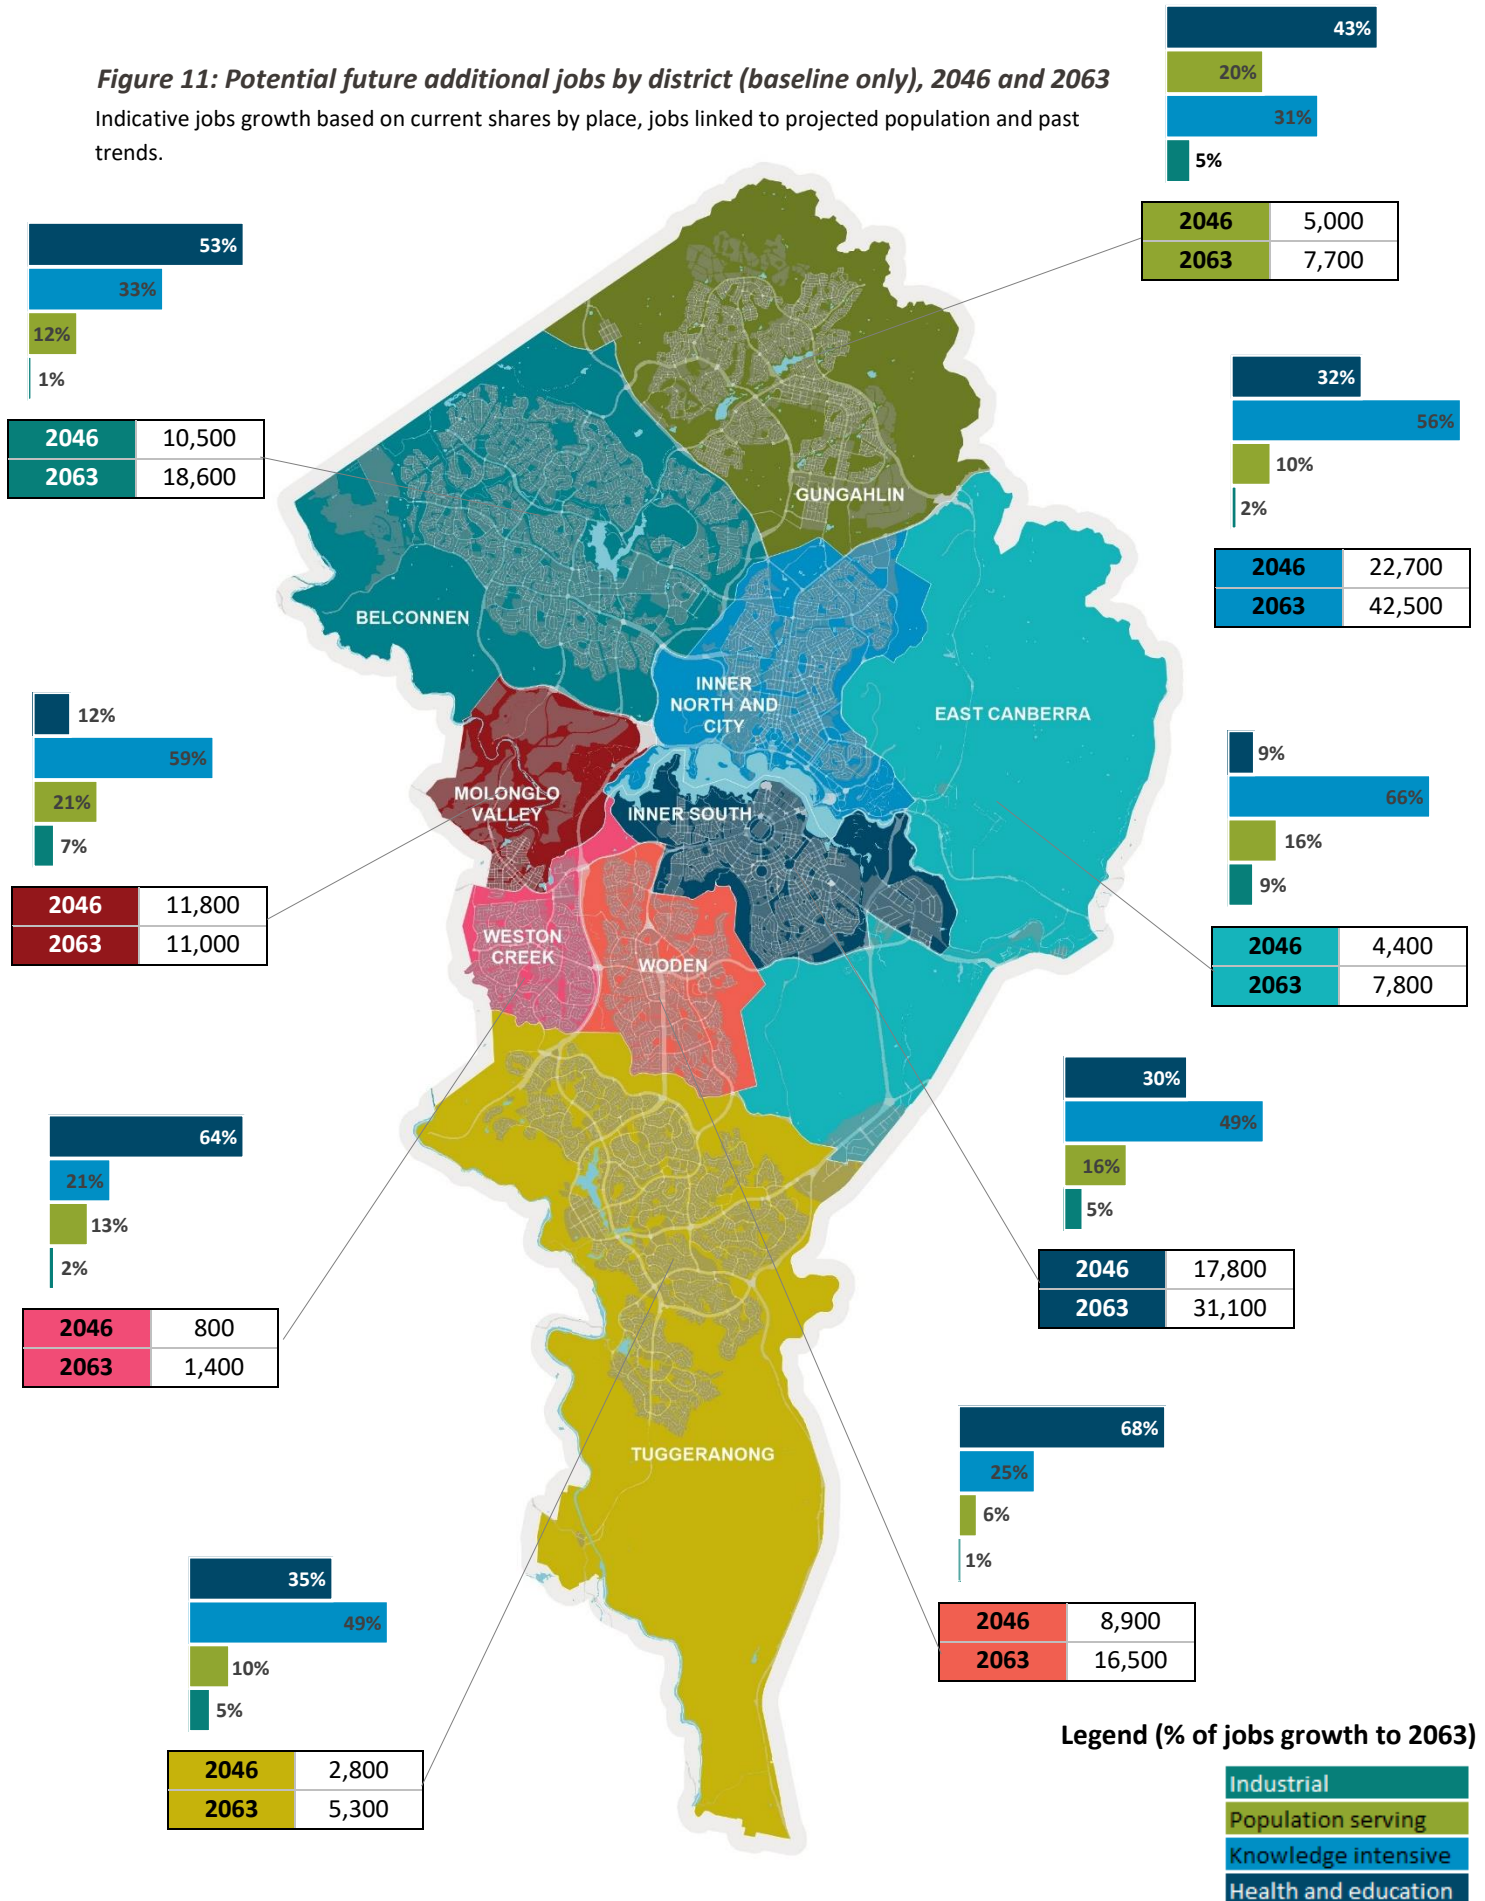 Figure 11: Potential future additional jobs by district (baseline only), 2046 and 2063
Indicative jobs growth based on current shares by place, jobs linked to projected population and past
trends.
43%
20%
31%
5%
2046 5,000
2063 7,700
53%
33%
12%
1%
2046 10,500
2063 18,600
32%
56%
10%
2%
2046 22,700
2063 42,500
GUNGAHLIN
BELCONNEN
INNER
NORTH AND
CITY
EAST CANBERRA
12%
59%
21%
7%
2046 11,800
2063 11,000
MOLONGLO
VALLEY
INNER SOUTH
9%
66%
16%
9%
2046 4,400
2063 7,800
WESTON
CREEK
WODEN
30%
49%
16%
5%
2046 17,800
2063 31,100
64%
21%
13%
2%
2046 800
2063 1,400
TUGGERANONG
68%
25%
6%
1%
2046 8,900
2063 16,500
35%
49%
10%
5%
2046 2,800
2063 5,300
Legend (% of jobs growth to 2063)
Industrial
Population serving
Knowledge intensive
Health and education